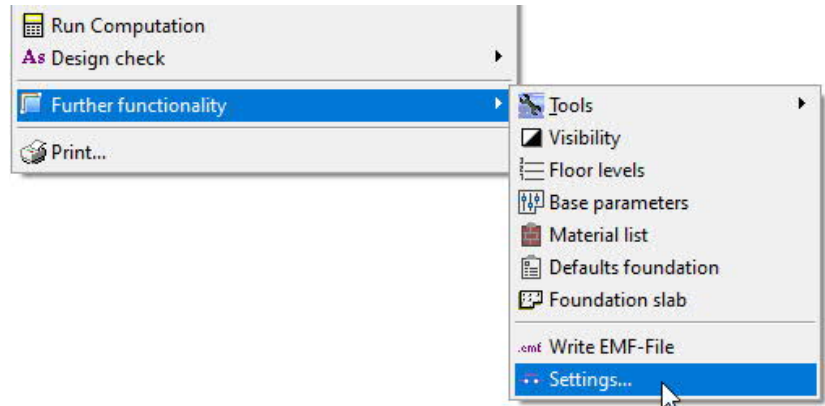 Run Computation
As Design check
Further functionality
Print...
Tools
Visibility
Floor levels
Base parameters
Material list
Defaults foundation
Foundation slab
.emf Write EMF-File
Settings...